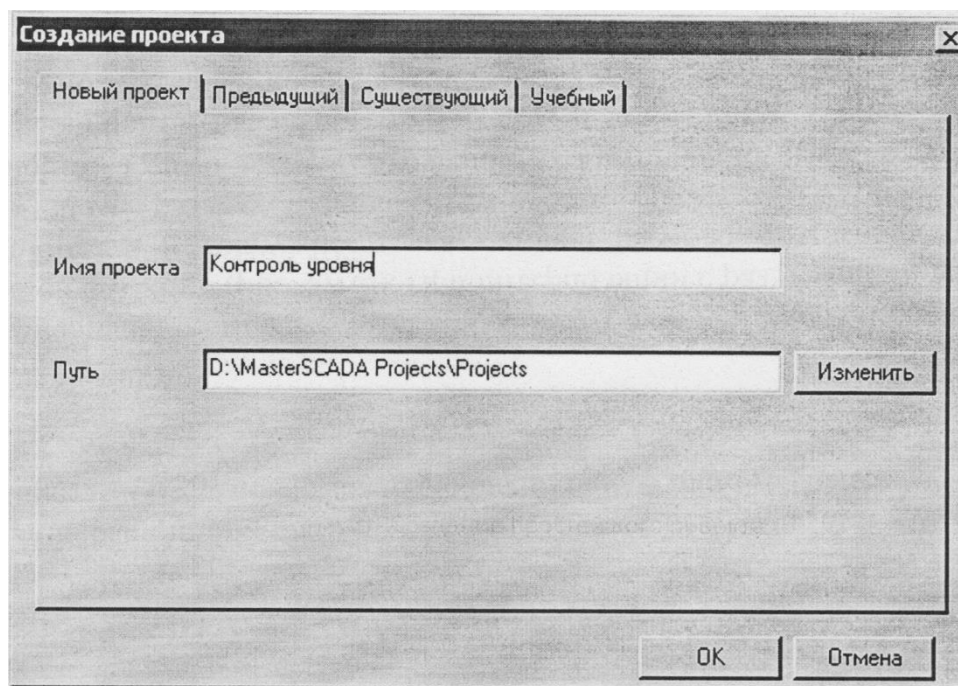 Создание проекта
Новый проект Предыдущий Существующий Учебный
Имя проекта Контроль уровня
Путь D:\MasterSCADA Projects\Projects Изменить
OK Отмена